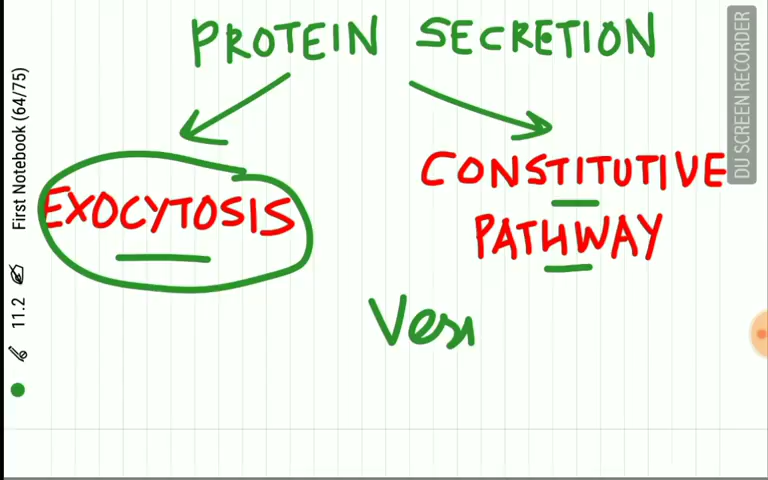 PROTEIN SECRETION
EXOCYTOSIS
CONSTITUTIVE
PATHWAY
Vesi
First Notebook (64/75)
11.2
DU SCREEN RECORDER